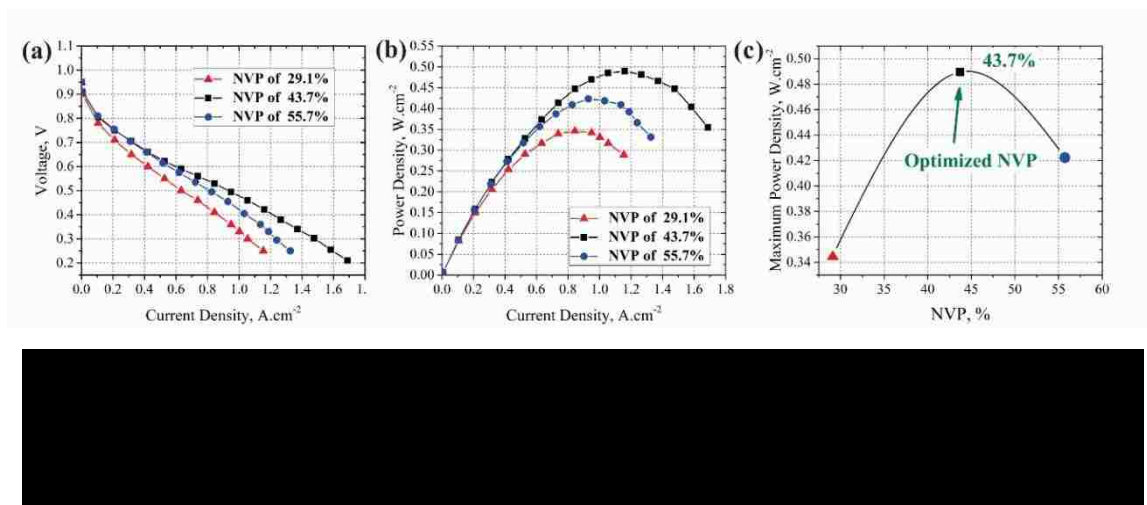 (a)
1.1
1.0
0.9
0.8
0.7
0.6
0.5
0.4
0.3
0.2
Voltage, V
NVP of 29.1%
NVP of 43.7%
NVP of 55.7%
0.0 0.2 0.4 0.6 0.8 1.0 1.2 1.4 1.6 1.
Current Density, A.cm-2
(b)
0.55
0.50
0.45
0.40
0.35
0.30
0.25
0.20
0.15
0.10
0.05
0.00
Power Density, W.cm-2
NVP of 29.1%
NVP of 43.7%
NVP of 55.7%
0.0 0.2 0.4 0.6 0.8 1.0 1.2 1.4 1.6 1.8
Current Density, A.cm-2
(c)
0.50
0.48
0.46
0.44
0.42
0.40
0.38
0.36
0.34
Maximum Power Density, W.cm-2
43.7%
Optimized NVP
30 35 40 45 50 55 60
NVP, %